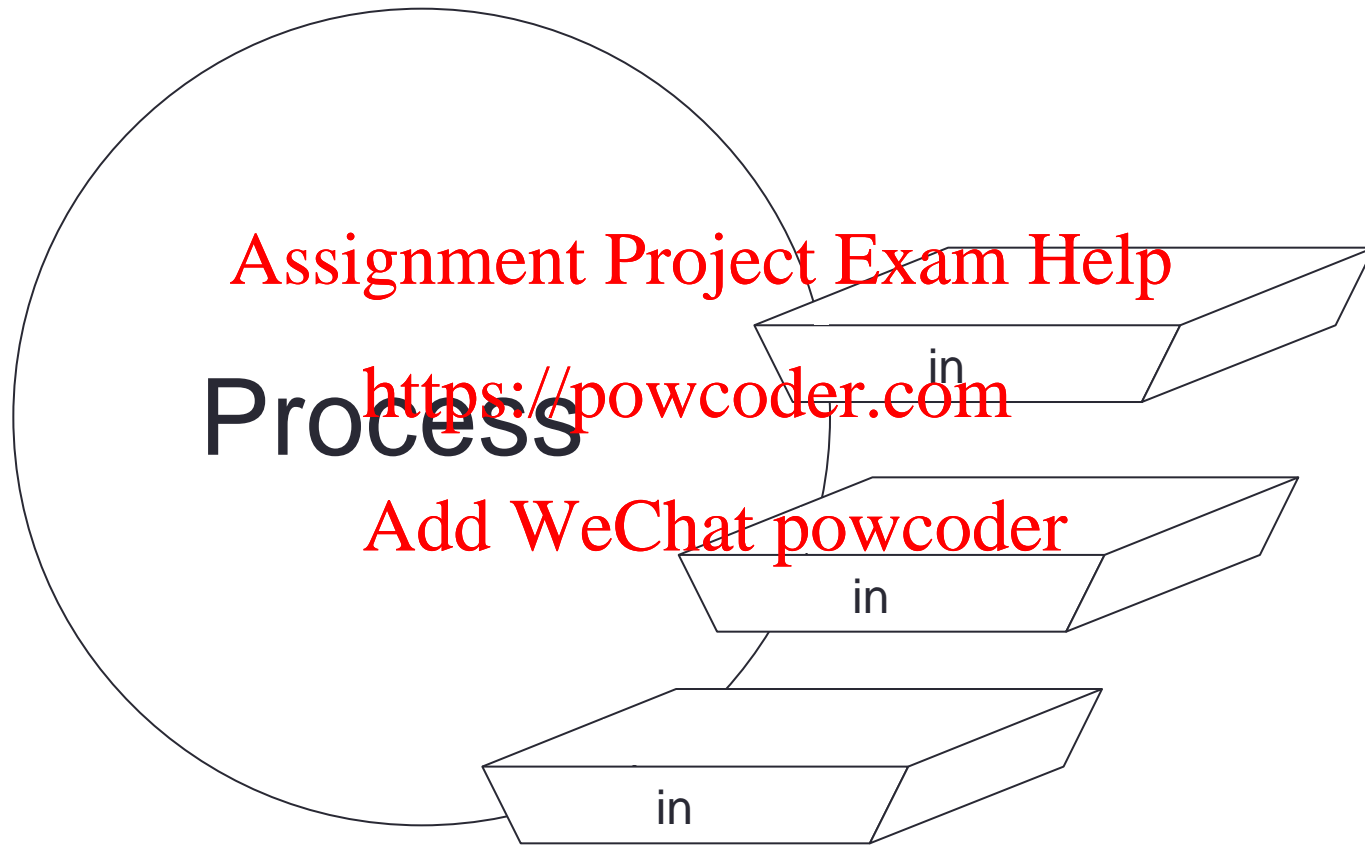 Assignment Project Exam Help
in
Process
https://powcoder.com
Add WeChat powcoder
in
in